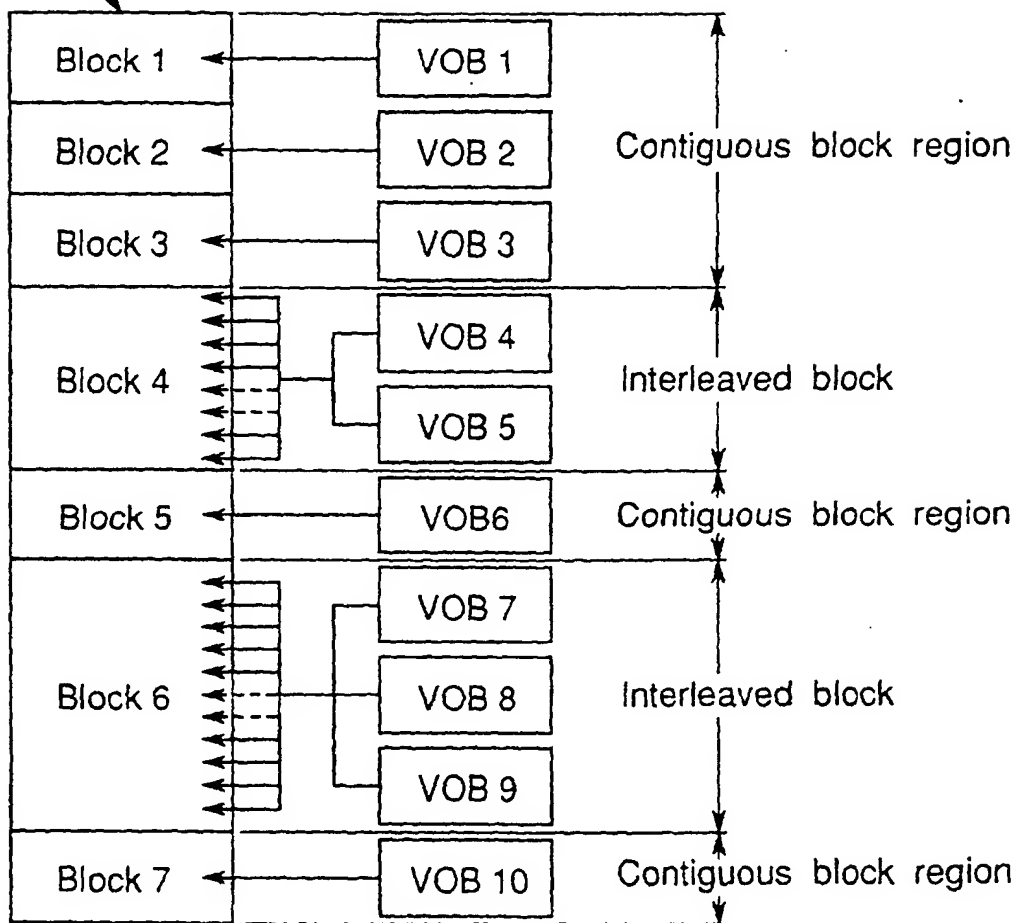 Block 1
VOB 1
Block 2
VOB 2
Contiguous block region
Block 3
VOB 3
VOB 4
Block 4
Interleaved block
VOB 5
Block 5
VOB6
Contiguous block region
VOB 7
Block 6
VOB 8
Interleaved block
VOB 9
Block 7
VOB 10
Contiguous block region